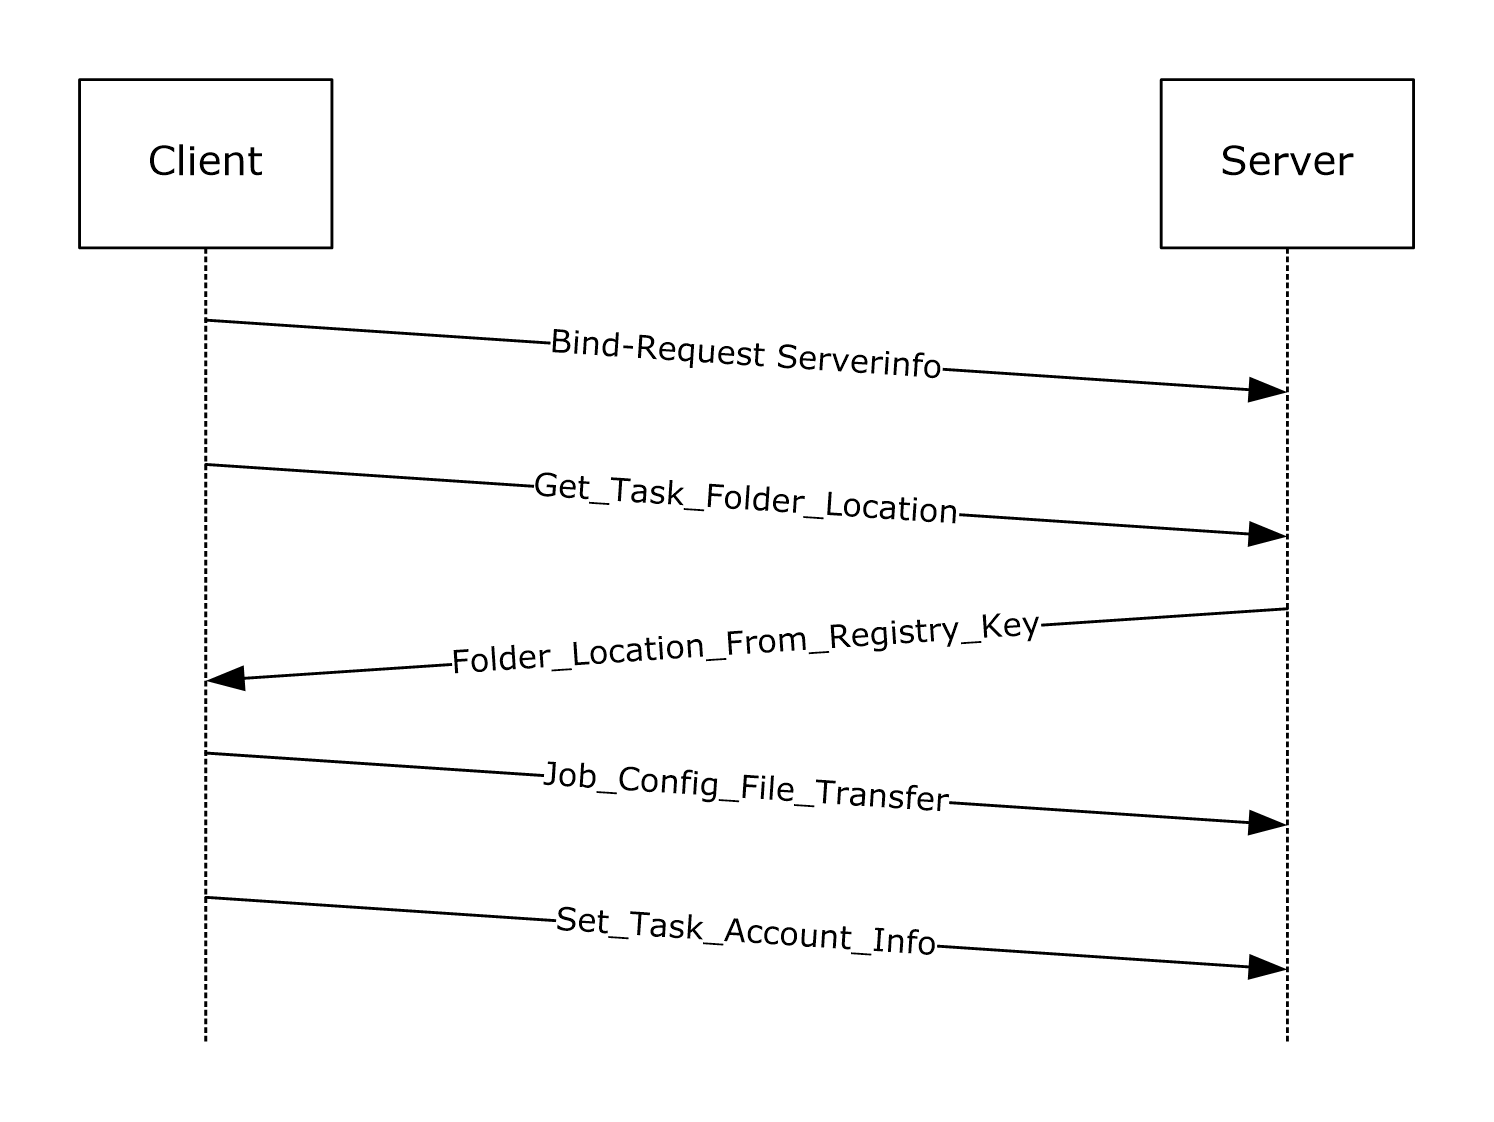 Client
Server
Bind-Request Serverinfo
Get_Task_Folder_Location
Folder_Location_From_Registry_Key
Job_Config_File_Transfer
Set_Task_Account_Info